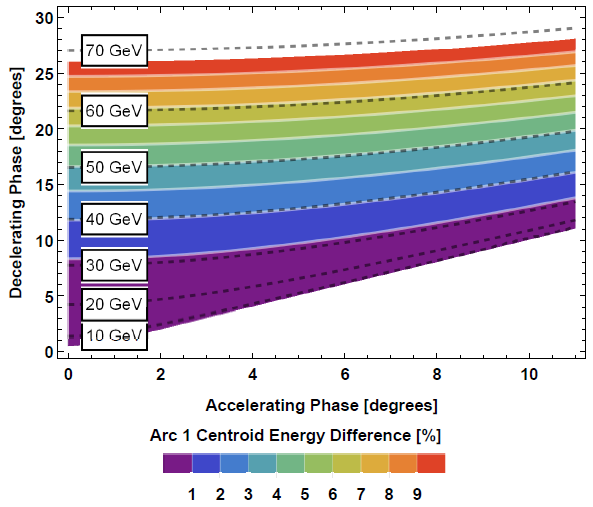 30
25
20
15
10
5
0
Decelerating Phase [degrees]
70 GeV
60 GeV
50 GeV
40 GeV
30 GeV
20 GeV
10 GeV
0 2 4 6 8 10
Accelerating Phase [degrees]
Arc 1 Centroid Energy Difference [%]
1 2 3 4 5 6 7 8 9